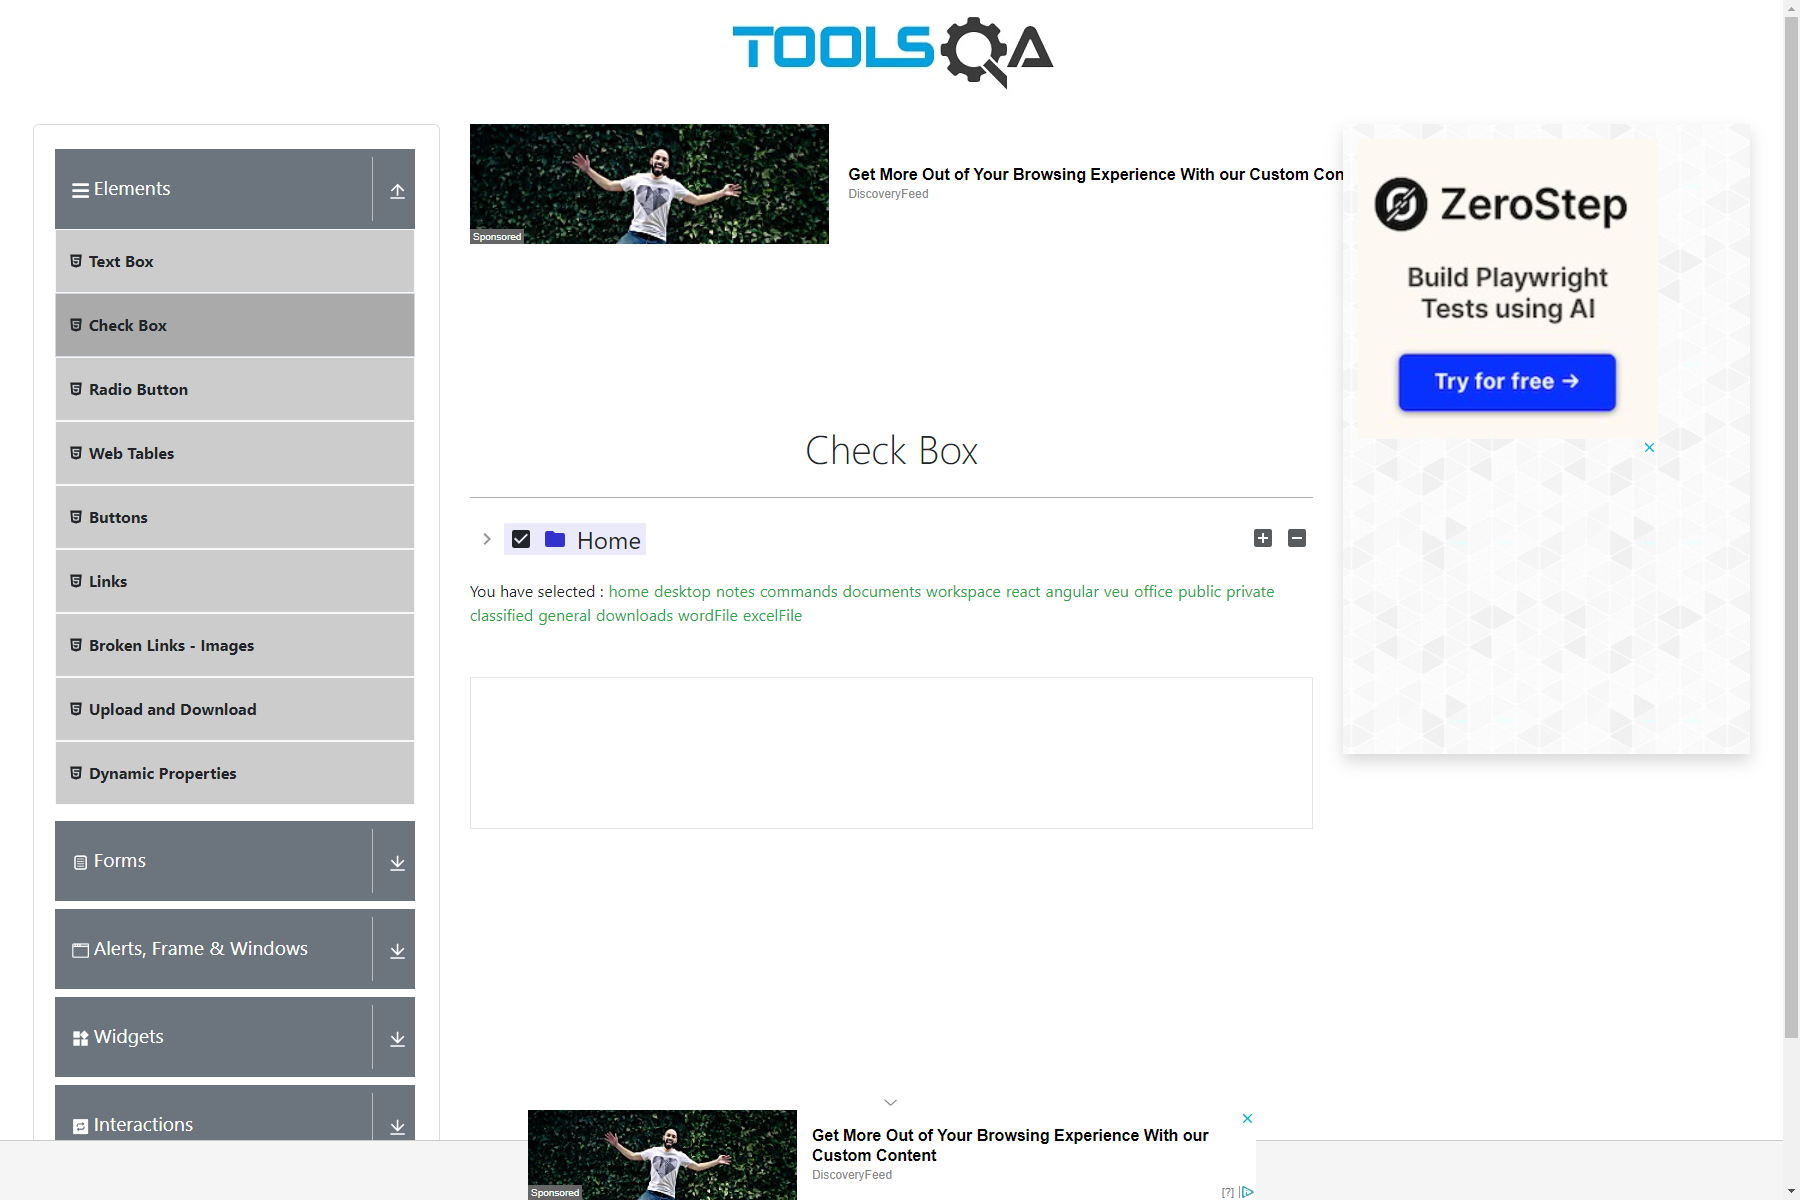 TOOLSQA
Elements
Text Box
Check Box
Radio Button
Web Tables
Buttons
Links
Broken Links - Images
Upload and Download
Dynamic Properties
Forms
Alerts, Frame & Windows
Widgets
Interactions
Sponsored
Get More Out of Your Browsing Experience With our Custom Con
DiscoveryFeed
Check Box
Home
You have selected : home desktop notes commands documents workspace react angular veu office public private
classified general downloads wordFile excelFile
ZeroStep
Build Playwright
Tests using AI
Try for free →
Sponsored
Get More Out of Your Browsing Experience With our
Custom Content
DiscoveryFeed
[?]